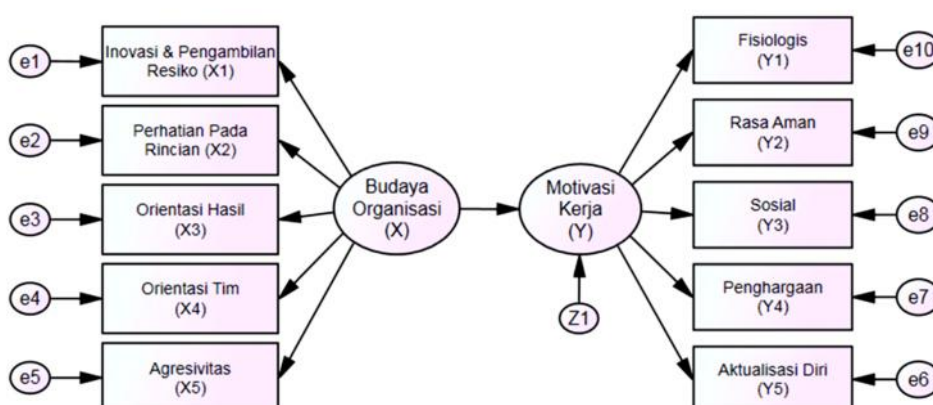 e1
Inovasi & Pengambilan
Resiko (X1)
e2
Perhatian Pada
Rincian (X2)
e3
Orientasi Hasil
(X3)
e4
Orientasi Tim
(X4)
e5
Agresivitas
(X5)
Budaya
Organisasi
(X)
Motivasi
Kerja
(Y)
Z1
Fisiologis
(Y1)
e10
Rasa Aman
(Y2)
e9
Sosial
(Y3)
e8
Penghargaan
(Y4)
e7
Aktualisasi Diri
(Y5)
e6